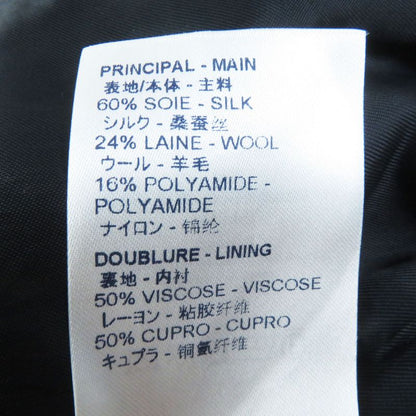 PRINCIPAL - MAIN
表地/本体 - 主料
60% SOIE - SILK
シルク - 桑蚕丝
24% LAINE - WOOL
ウール - 羊毛
16% POLYAMIDE -
POLYAMIDE
ナイロン - 锦纶
DOUBLURE - LINING
裏地 - 内衬
50% VISCOSE - VISCOSE
レーヨン - 粘胶纤维
50% CUPRO - CUPRO
キュプラ - 铜氨纤维